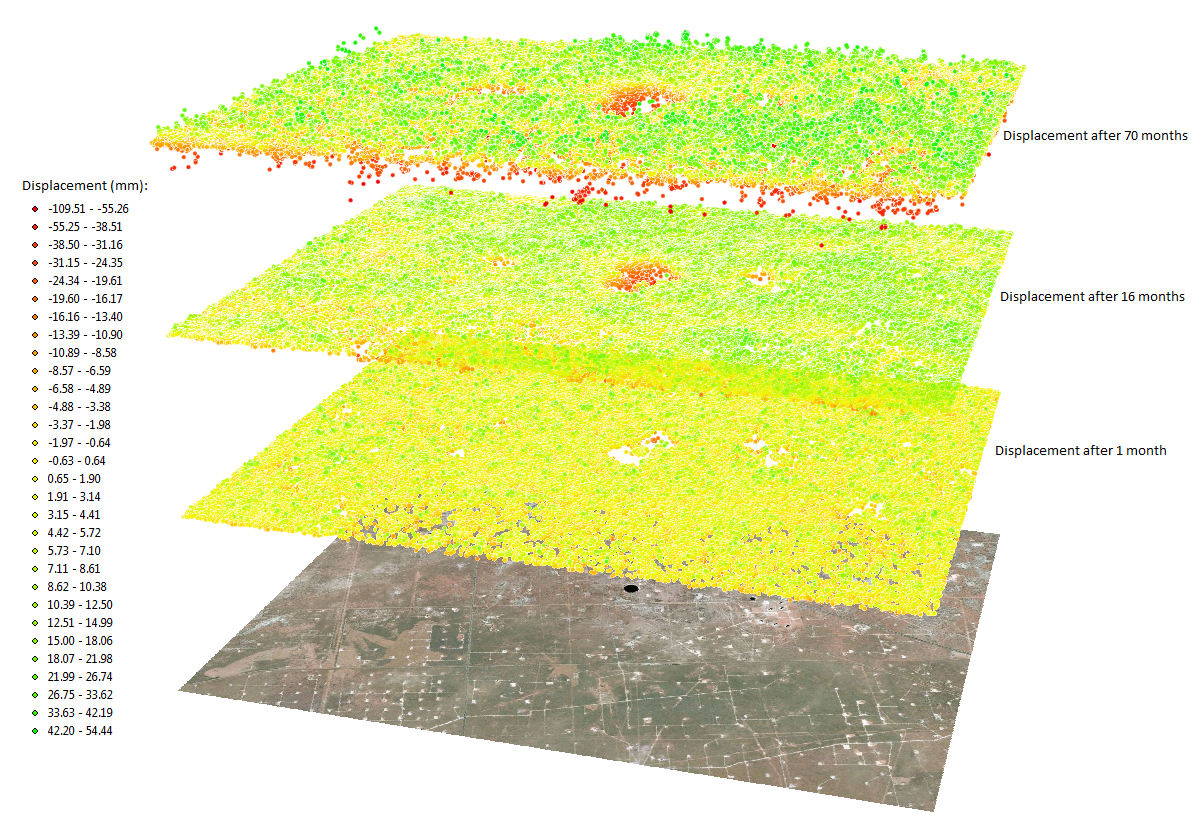 Displacement after 70 months
Displacement (mm):
-109.51 - -55.26
-55.25 - -38.51
-38.50 - -31.16
-31.15 - -24.35
-24.34 - -19.61
-19.60 - -16.17
-16.16 - -13.40
-13.39 - -10.90
-10.89 - -8.58
-8.57 - -6.59
-6.58 - -4.89
-4.88 - -3.38
-3.37 - -1.98
-1.97 - -0.64
-0.63 - 0.64
0.65 - 1.90
1.91 - 3.14
3.15 - 4.41
4.42 - 5.72
5.73 - 7.10
7.11 - 8.61
8.62 - 10.38
10.39 - 12.50
12.51 - 14.99
15.00 - 18.06
18.07 - 21.98
21.99 - 26.74
26.75 - 33.62
33.63 - 42.19
42.20 - 54.44
Displacement after 16 months
Displacement after 1 month